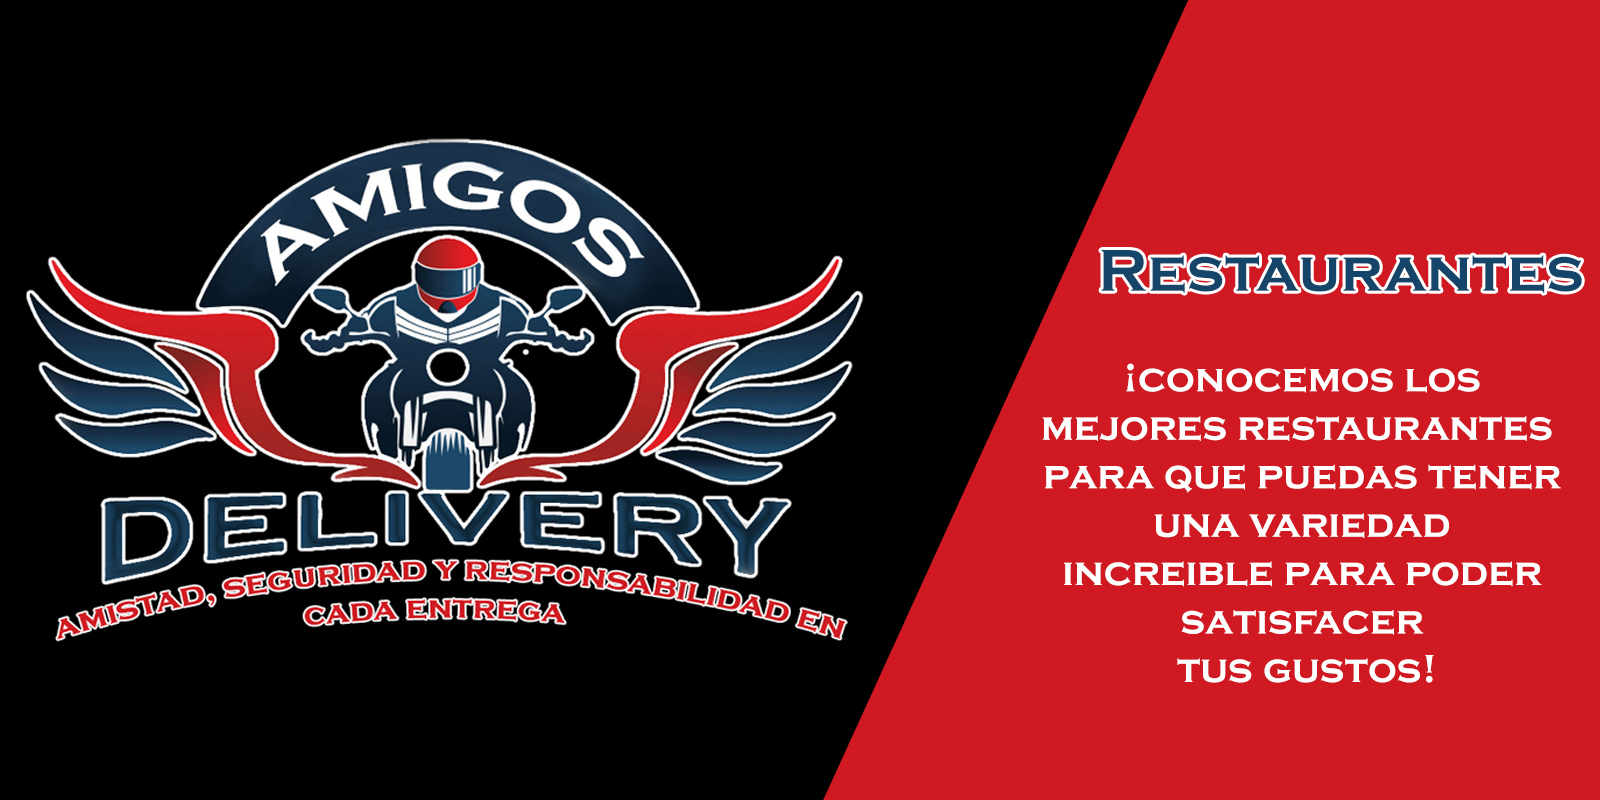 AMIGOS
DELIVERY
AMISTAD, SEGURIDAD Y RESPONSABILIDAD EN
CADA ENTREGA
RESTAURANTES
¡CONOCEMOS LOS
MEJORES RESTAURANTES
PARA QUE PUEDAS TENER
UNA VARIEDAD
INCREIBLE PARA PODER
SATISFACER
TUS GUSTOS!